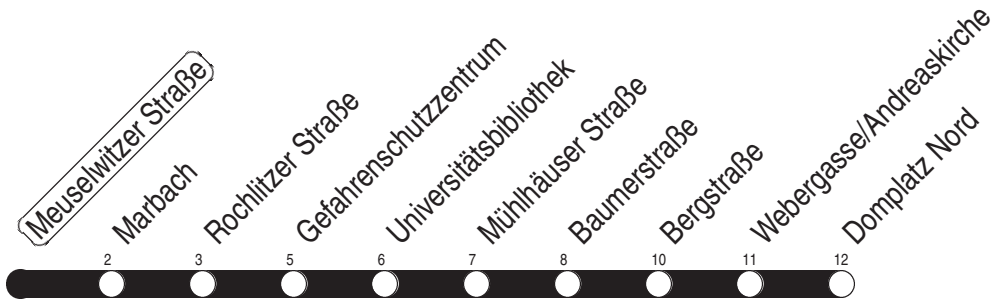 Meuselwitzer Straße
Marbach
Rochlitzer Straße
Gefahrenschutzzentrum
Universitätsbibliothek
Mühlhäuser Straße
Baumerstraße
Bergstraße
Webergasse/Andreaskirche
Domplatz Nord
2 3 5 6 7 8 10 11 12